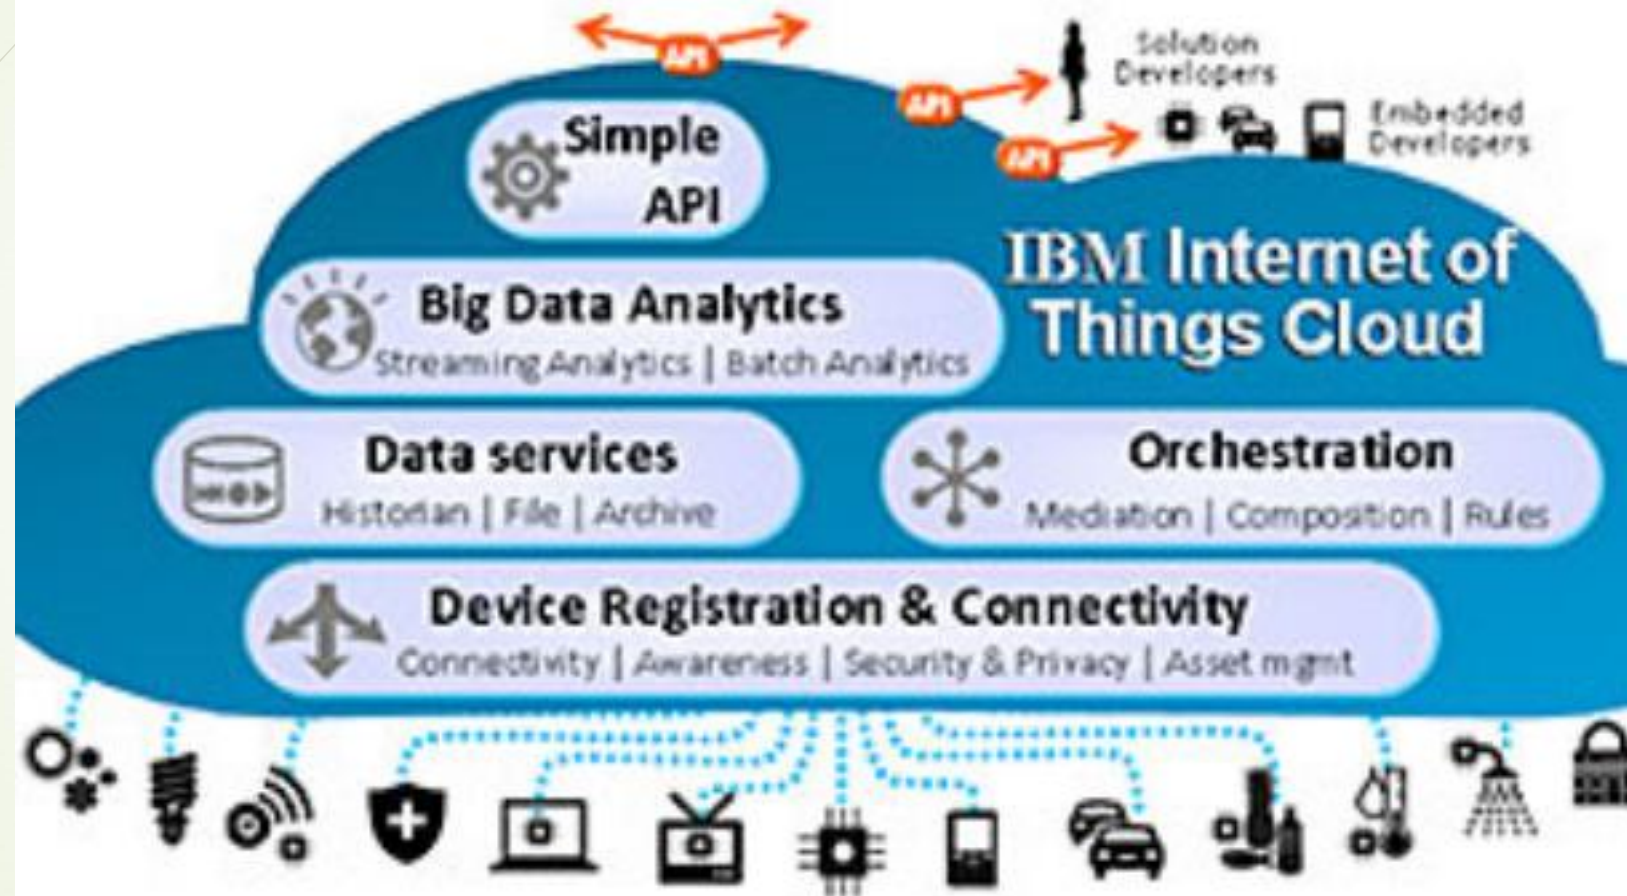 API
API
Solution
Developers
API
Embedded
Developers
Simple
API
IBM Internet of
Things Cloud
Big Data Analytics
Streaming Analytics | Batch Analytics
Data services
Historian | File | Archive
Orchestration
Mediation | Composition | Rules
Device Registration & Connectivity
Connectivity | Awareness | Security & Privacy | Asset mgmt